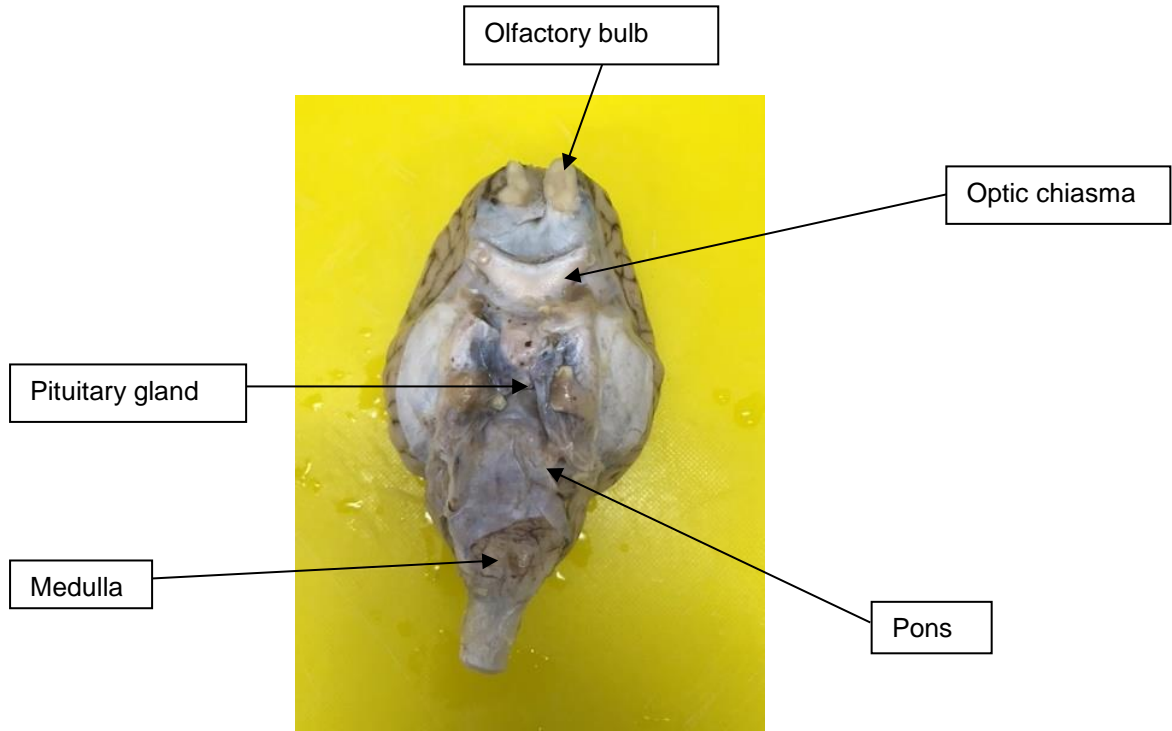 Olfactory bulb
Optic chiasma
Pituitary gland
Medulla
Pons